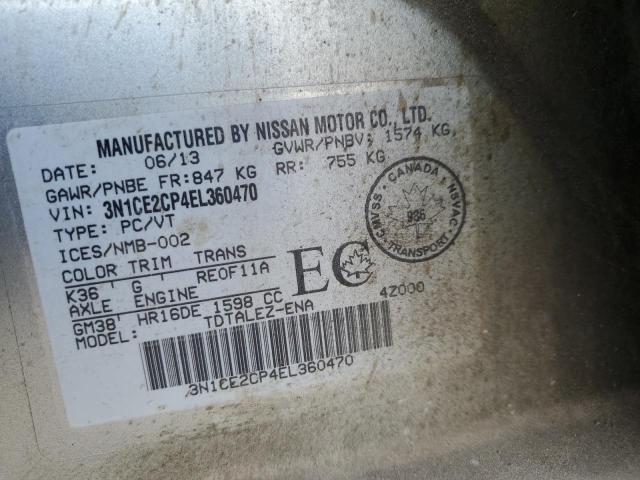 MANUFACTURED BY NISSAN MOTOR CO., LTD.
DATE: 06/13 GVWR/PNBV: 1574 KG
GAWR/PNBE FR: 847 KG RR: 755 KG
VIN: 3N1CE2CP4EL360470
TYPE: PC/VT
ICES/NMB-002
COLOR TRIM TRANS
K36 G RE0F11A
AXLE ENGINE
GM38 HR16DE 1598 CC
MODEL: TDTALEZ-ENA 42000
3N1CE2CP4EL360470
EC
CANADA
CMVSS
NSVAC
936
TRANSPORT